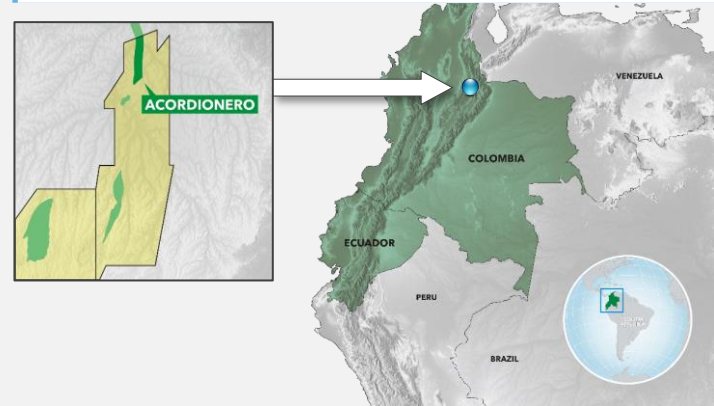 ACORDIONERO
VENEZUELA
COLOMBIA
ECUADOR
PERU
BRAZIL